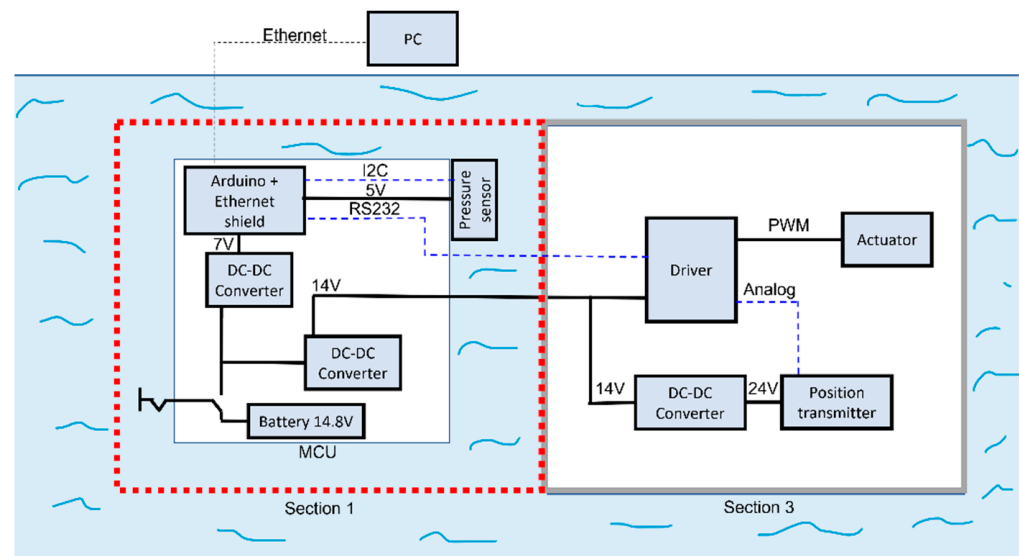 Ethernet
PC
Arduino +
Ethernet
shield
I2C
5V
RS232
Pressure
sensor
7V
DC-DC
Converter
14V
DC-DC
Converter
Battery 14.8V
MCU
Section 1
Driver
PWM
Actuator
Analog
14V
DC-DC
Converter
24V
Position
transmitter
Section 3